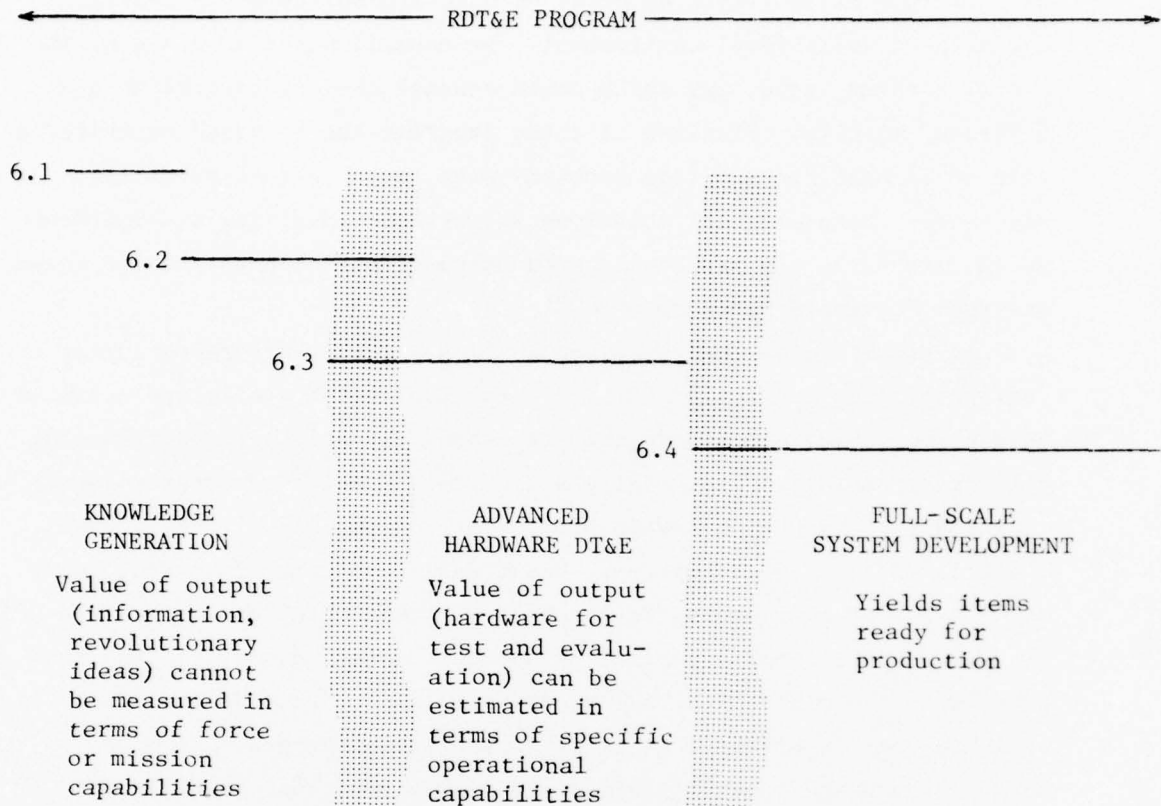 RDT&E PROGRAM
6.1
6.2
6.3
6.4
KNOWLEDGE
GENERATION
Value of output
(information,
revolutionary
ideas) cannot
be measured in
terms of force
or mission
capabilities
ADVANCED
HARDWARE DT&E
Value of output
(hardware for
test and evalu-
ation) can be
estimated in
terms of specific
operational
capabilities
FULL-SCALE
SYSTEM DEVELOPMENT
Yields items
ready for
production